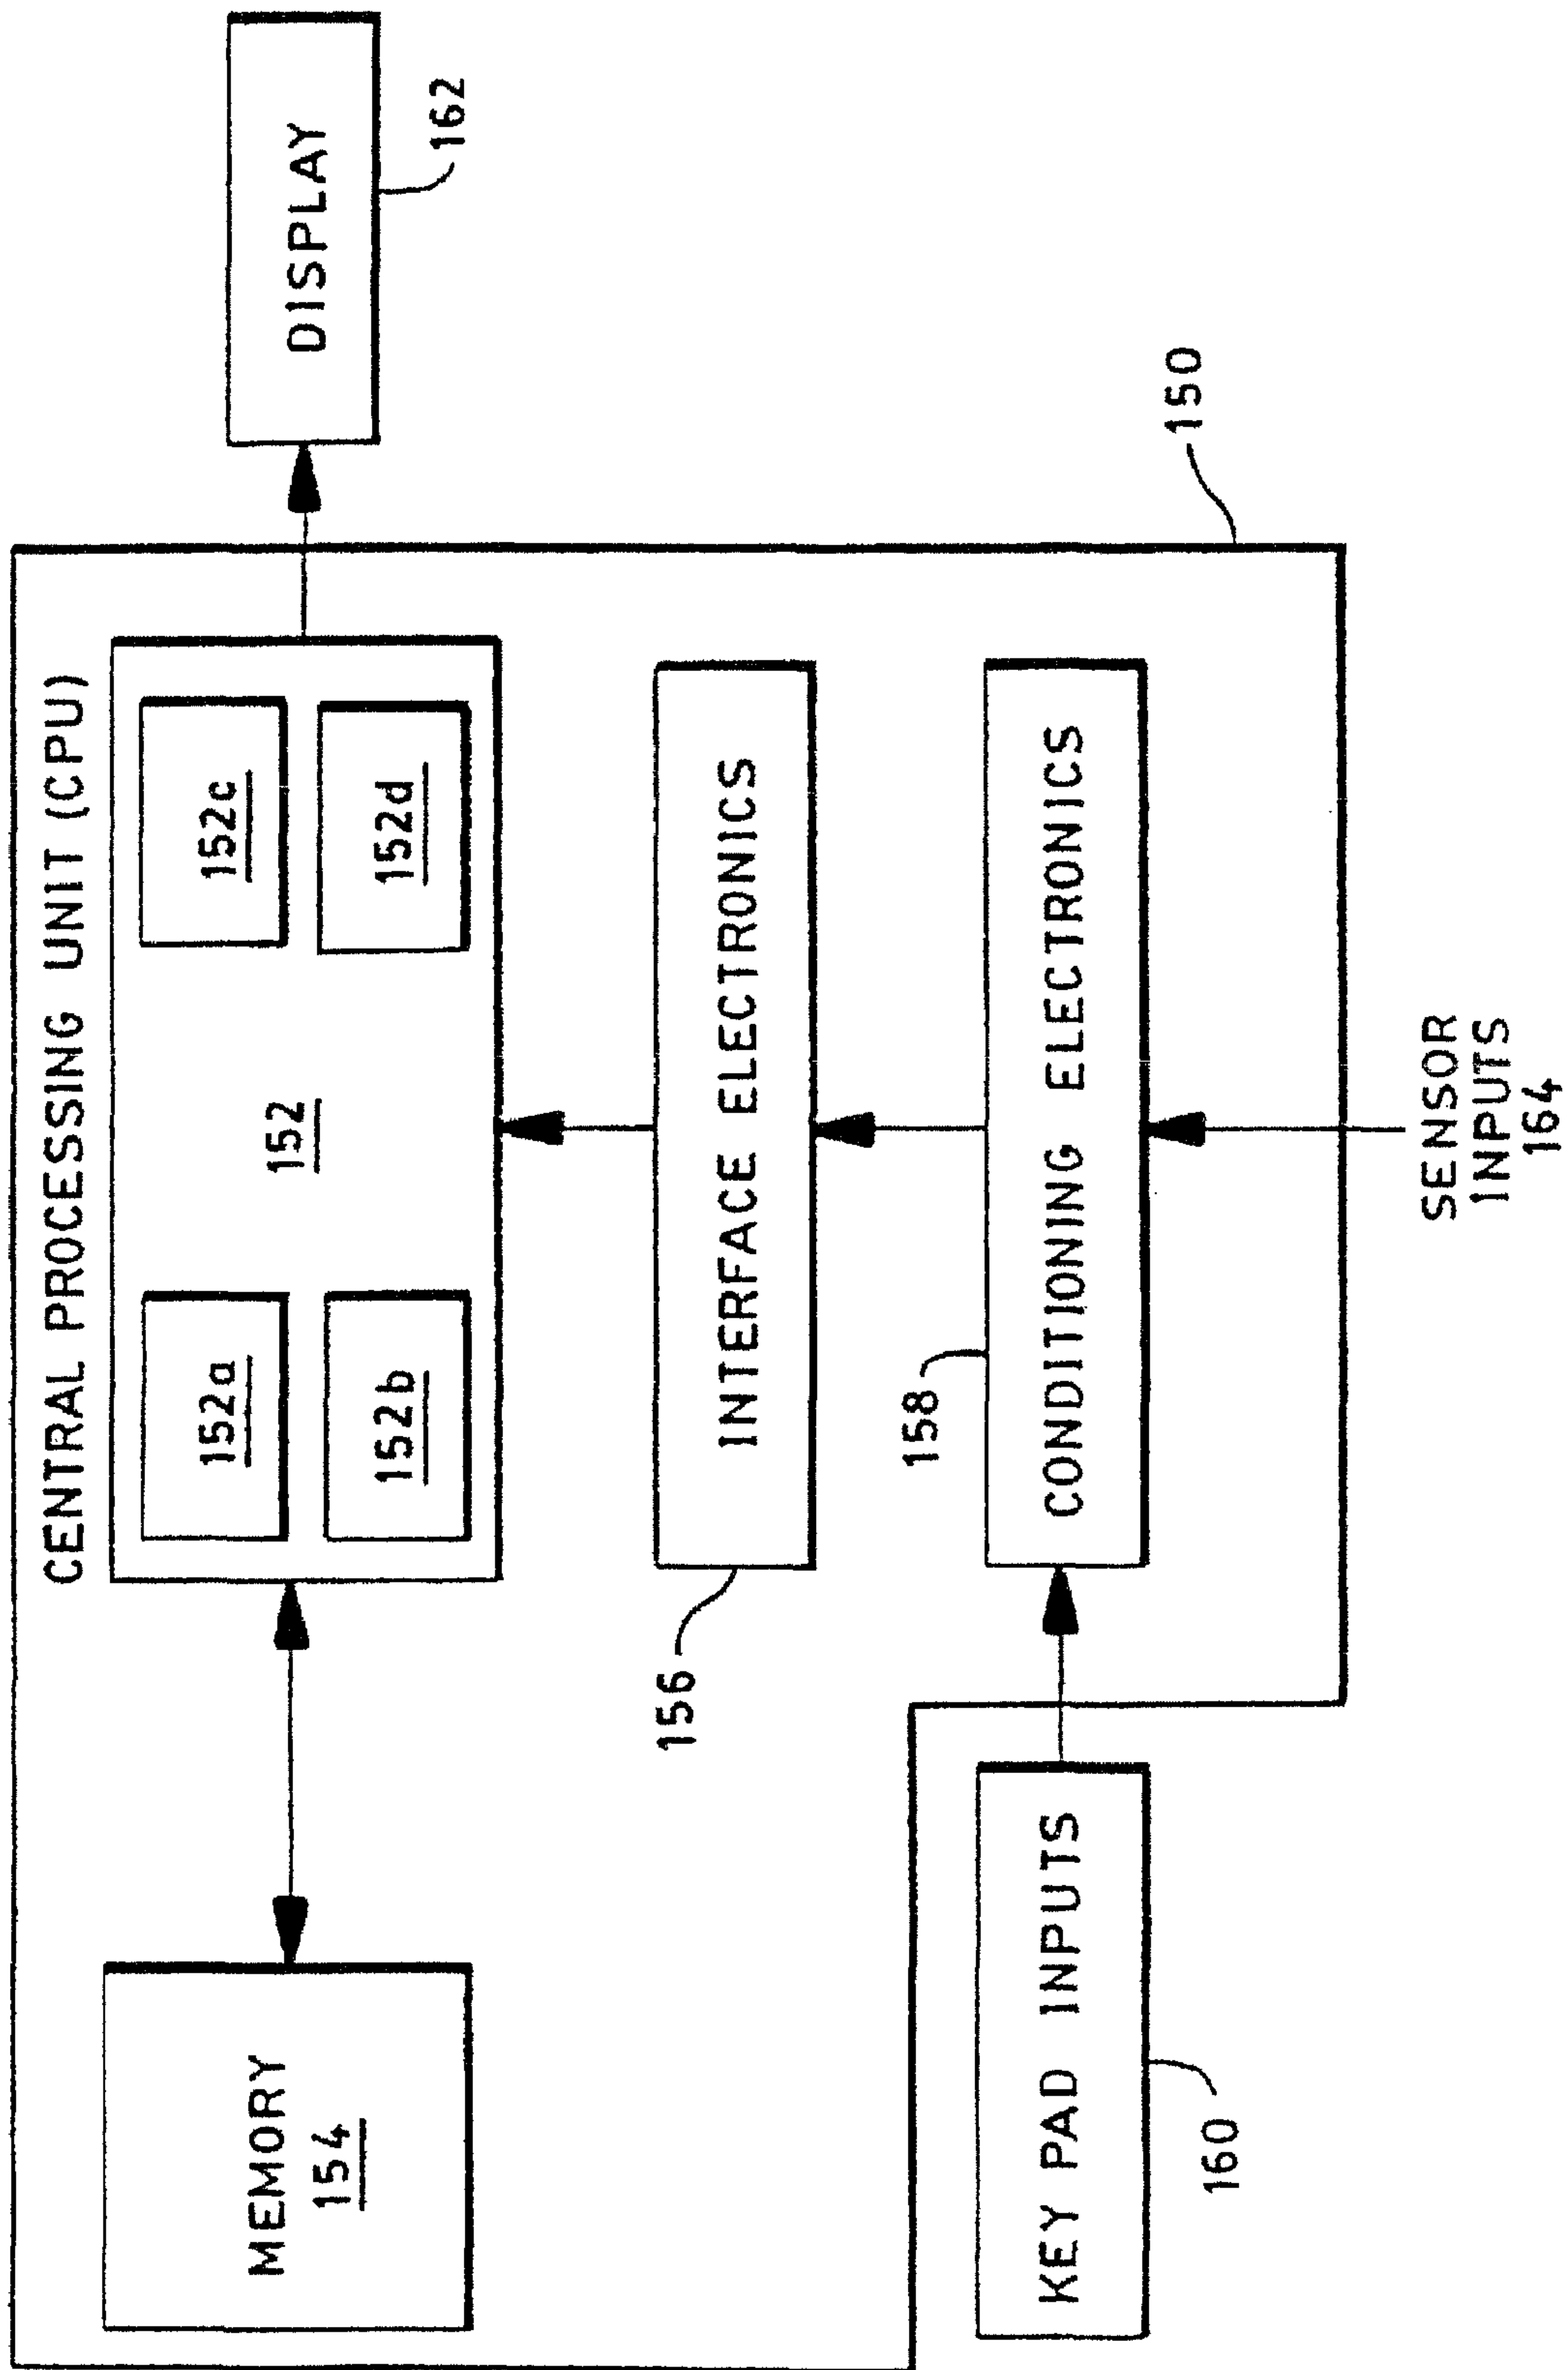 CENTRAL PROCESSING UNIT (CPU)
MEMORY
154
152a
152b
152
152c
152d
DISPLAY
162
156
INTERFACE ELECTRONICS
158
CONDITIONING ELECTRONICS
150
KEY PAD INPUTS
160
SENSOR
INPUTS
164